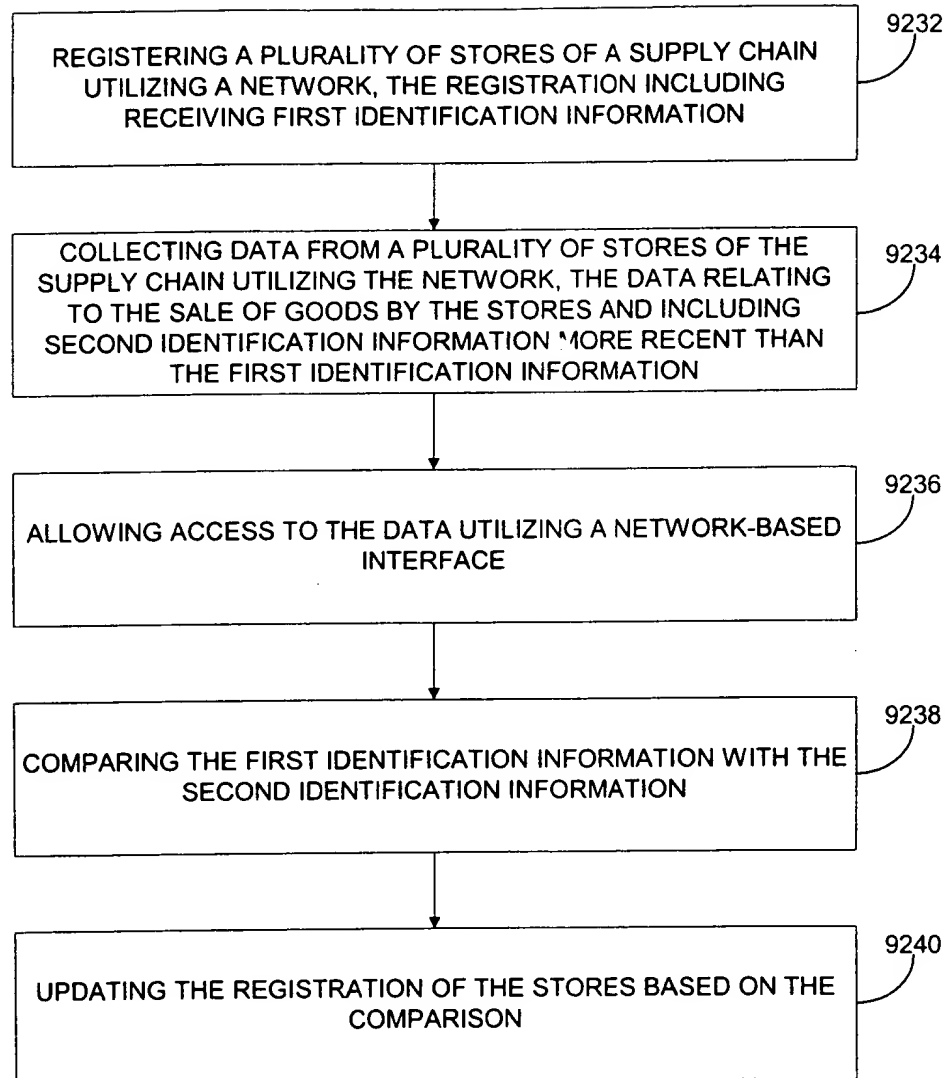 9232
REGISTERING A PLURALITY OF STORES OF A SUPPLY CHAIN
UTILIZING A NETWORK, THE REGISTRATION INCLUDING
RECEIVING FIRST IDENTIFICATION INFORMATION
9234
COLLECTING DATA FROM A PLURALITY OF STORES OF THE
SUPPLY CHAIN UTILIZING THE NETWORK, THE DATA RELATING
TO THE SALE OF GOODS BY THE STORES AND INCLUDING
SECOND IDENTIFICATION INFORMATION MORE RECENT THAN
THE FIRST IDENTIFICATION INFORMATION
9236
ALLOWING ACCESS TO THE DATA UTILIZING A NETWORK-BASED
INTERFACE
9238
COMPARING THE FIRST IDENTIFICATION INFORMATION WITH THE
SECOND IDENTIFICATION INFORMATION
9240
UPDATING THE REGISTRATION OF THE STORES BASED ON THE
COMPARISON